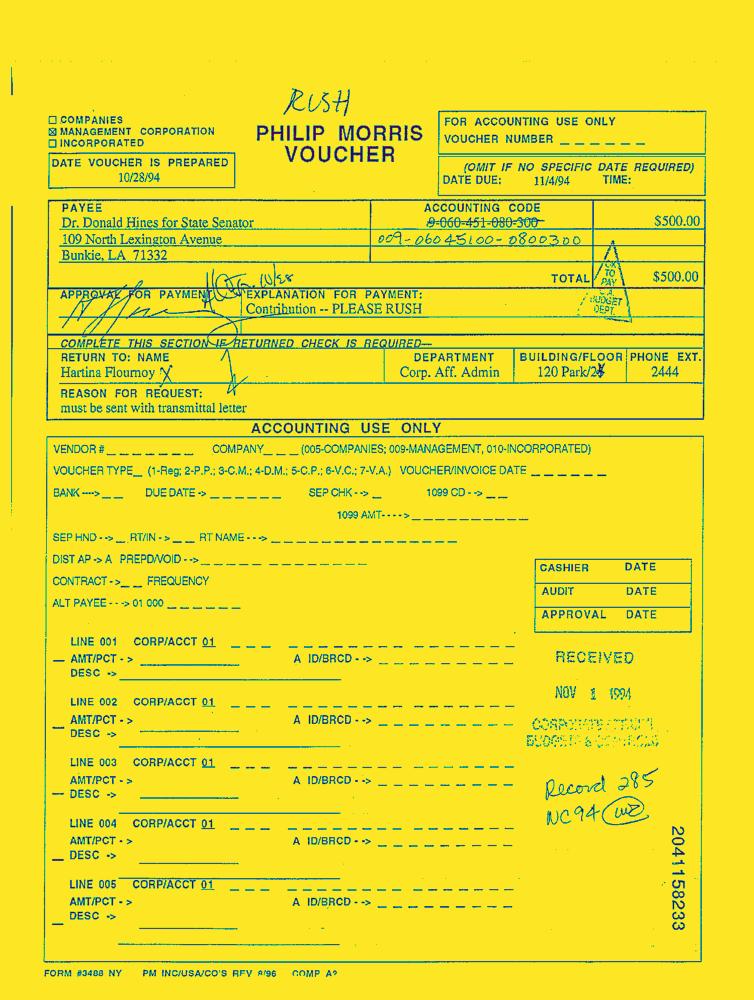 RUSH
☐ COMPANIES
☒ MANAGEMENT CORPORATION
☐ INCORPORATED
PHILIP MORRIS
VOUCHER
FOR ACCOUNTING USE ONLY
VOUCHER NUMBER _ _ _ _ _ _
DATE VOUCHER IS PREPARED
10/28/94
(OMIT IF NO SPECIFIC DATE REQUIRED)
DATE DUE: 11/4/94 TIME:
PAYEE ACCOUNTING CODE
Dr. Donald Hines for State Senator 9-060-451-080-300 $500.00
109 North Lexington Avenue 009-06045100-0800300
Bunkie, LA 71332
TOTAL $500.00
OK
TO
PAY
C.A.
BUDGET
DEPT.
APPROVAL FOR PAYMENT EXPLANATION FOR PAYMENT:
Contribution -- PLEASE RUSH
COMPLETE THIS SECTION IF RETURNED CHECK IS REQUIRED—
RETURN TO: NAME DEPARTMENT BUILDING/FLOOR PHONE EXT.
Hartina Flournoy X Corp. Aff. Admin 120 Park/ 2444
REASON FOR REQUEST:
must be sent with transmittal letter
ACCOUNTING USE ONLY
VENDOR # _ _ _ _ _ _ _ COMPANY _ _ _ (005-COMPANIES; 009-MANAGEMENT, 010-INCORPORATED)
VOUCHER TYPE_ (1-Reg; 2-P.P.; 3-C.M.; 4-D.M.; 5-C.P.; 6-V.C.; 7-V.A.) VOUCHER/INVOICE DATE _ _ _ _ _ _
BANK ----> _ _ DUE DATE -> _ _ _ _ _ _ SEP CHK --> _ 1099 CD --> _ _
1099 AMT----> _ _ _ _ _ _ _ _ _ _
SEP HND --> _ RT/IN -> _ _ RT NAME ---> _ _ _ _ _ _ _ _ _ _ _ _
DIST AP -> A PREPD/VOID --> _ _ _ _ _ _ _ _ _ _
CONTRACT -> _ _ FREQUENCY
ALT PAYEE ---> 01 000 _ _ _ _ _ _
CASHIER DATE
AUDIT DATE
APPROVAL DATE
LINE 001 CORP/ACCT 01 _ _ _ _ _ _ _ _ _ _ _ _ _
AMT/PCT -> A ID/BRCD --> _ _ _ _ _ _ _ _
DESC ->
RECEIVED
NOV 1 1994
LINE 002 CORP/ACCT 01 _ _ _ _ _ _ _ _ _ _ _ _ _
AMT/PCT -> A ID/BRCD --> _ _ _ _ _ _ _ _
DESC ->
LINE 003 CORP/ACCT 01 _ _ _ _ _ _ _ _ _ _ _ _ _
AMT/PCT -> A ID/BRCD --> _ _ _ _ _ _ _ _
DESC ->
Record 285
NC94 
LINE 004 CORP/ACCT 01 _ _ _ _ _ _ _ _ _ _ _ _ _
AMT/PCT -> A ID/BRCD --> _ _ _ _ _ _ _ _
DESC ->
LINE 005 CORP/ACCT 01 _ _ _ _ _ _ _ _ _ _ _ _ _
AMT/PCT -> A ID/BRCD --> _ _ _ _ _ _ _ _
DESC ->
2041158233
FORM #3488 NY PM INC/USA/CO'S REV COMP